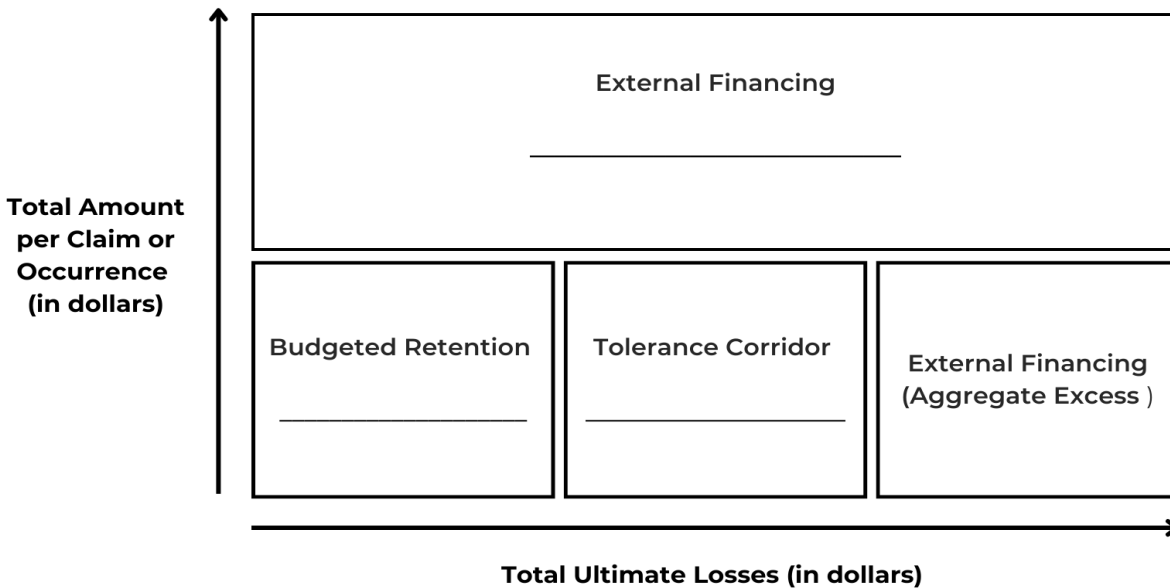 External Financing
Total Amount
per Claim or
Occurrence
(in dollars)
Budgeted Retention
Tolerance Corridor
External Financing
(Aggregate Excess )
Total Ultimate Losses (in dollars)